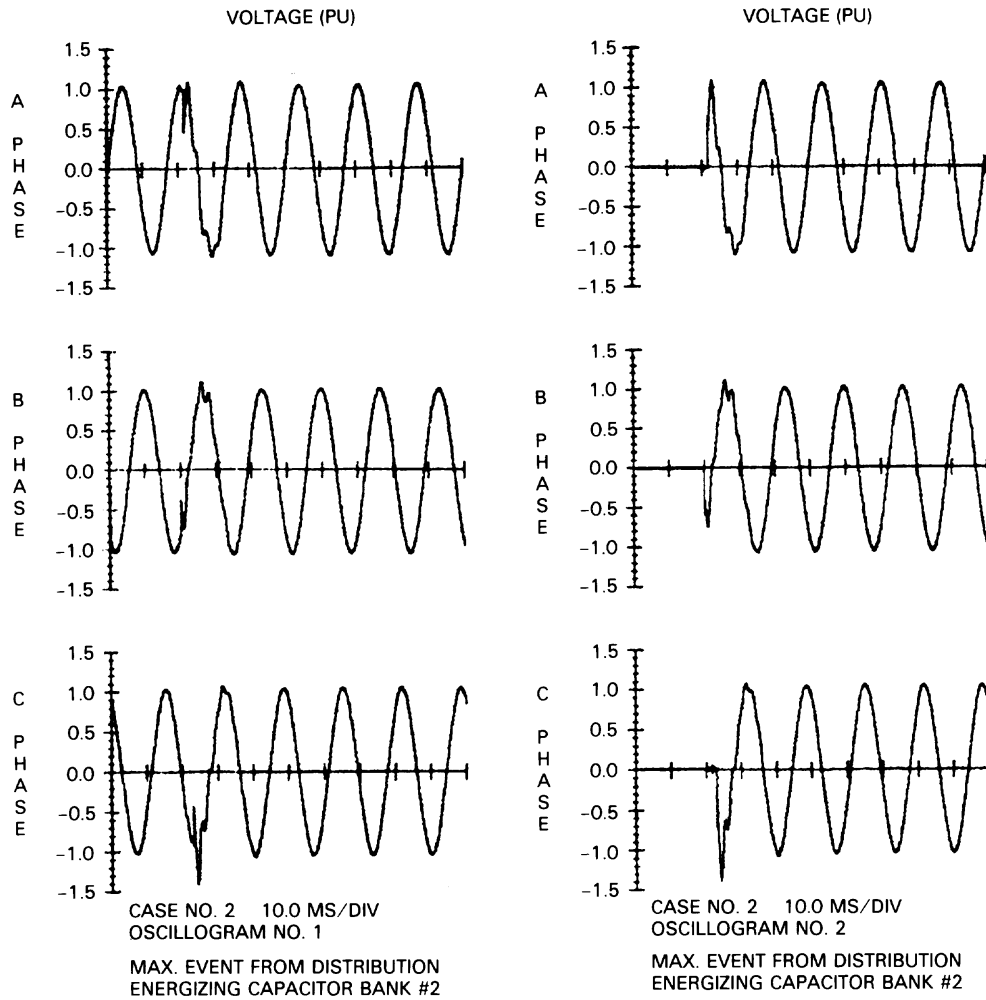 VOLTAGE (PU)
A PHASE
1.5
1.0
0.5
0.0
−0.5
−1.0
−1.5
B PHASE
1.5
1.0
0.5
0.0
−0.5
−1.0
−1.5
C PHASE
1.5
1.0
0.5
0.0
−0.5
−1.0
−1.5
CASE NO. 2 10.0 MS/DIV
OSCILLOGRAM NO. 1
MAX. EVENT FROM DISTRIBUTION
ENERGIZING CAPACITOR BANK #2
VOLTAGE (PU)
A PHASE
1.5
1.0
0.5
0.0
−0.5
−1.0
−1.5
B PHASE
1.5
1.0
0.5
0.0
−0.5
−1.0
−1.5
C PHASE
1.5
1.0
0.5
0.0
−0.5
−1.0
−1.5
CASE NO. 2 10.0 MS/DIV
OSCILLOGRAM NO. 2
MAX. EVENT FROM DISTRIBUTION
ENERGIZING CAPACITOR BANK #2